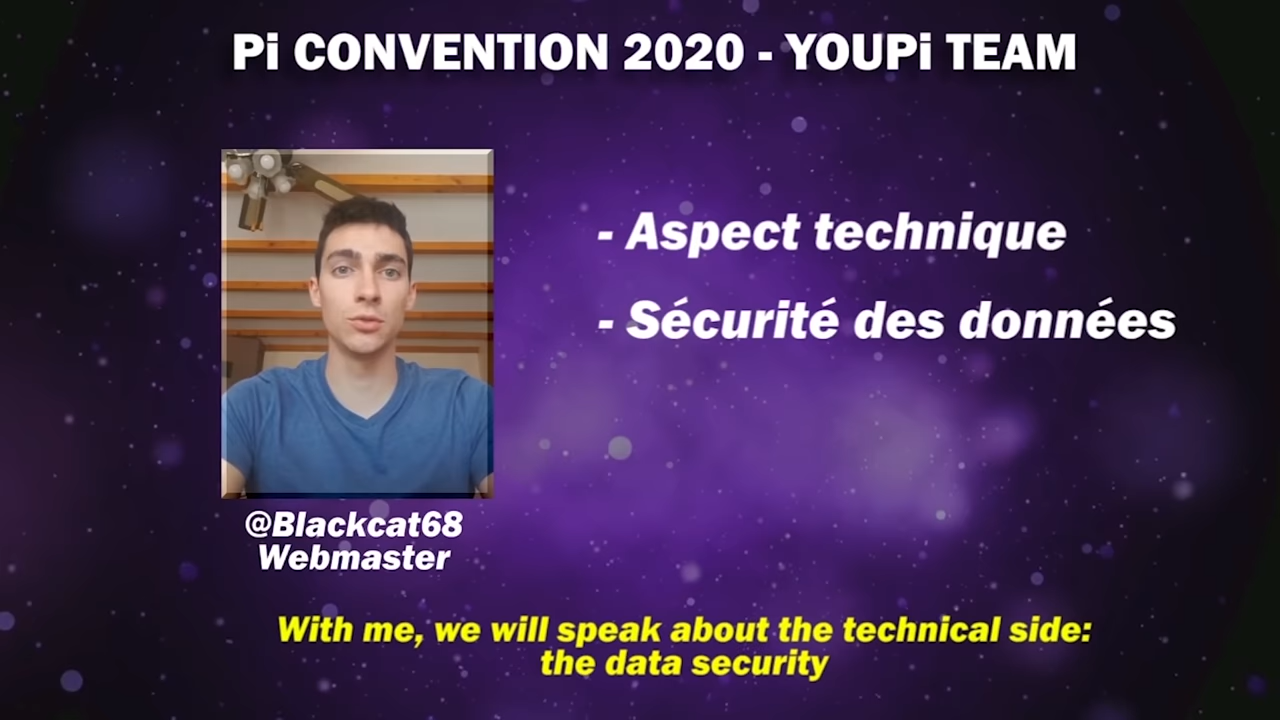 Pi CONVENTION 2020 - YOUPi TEAM
- Aspect technique
- Sécurité des données
@Blackcat68
Webmaster
With me, we will speak about the technical side:
the data security